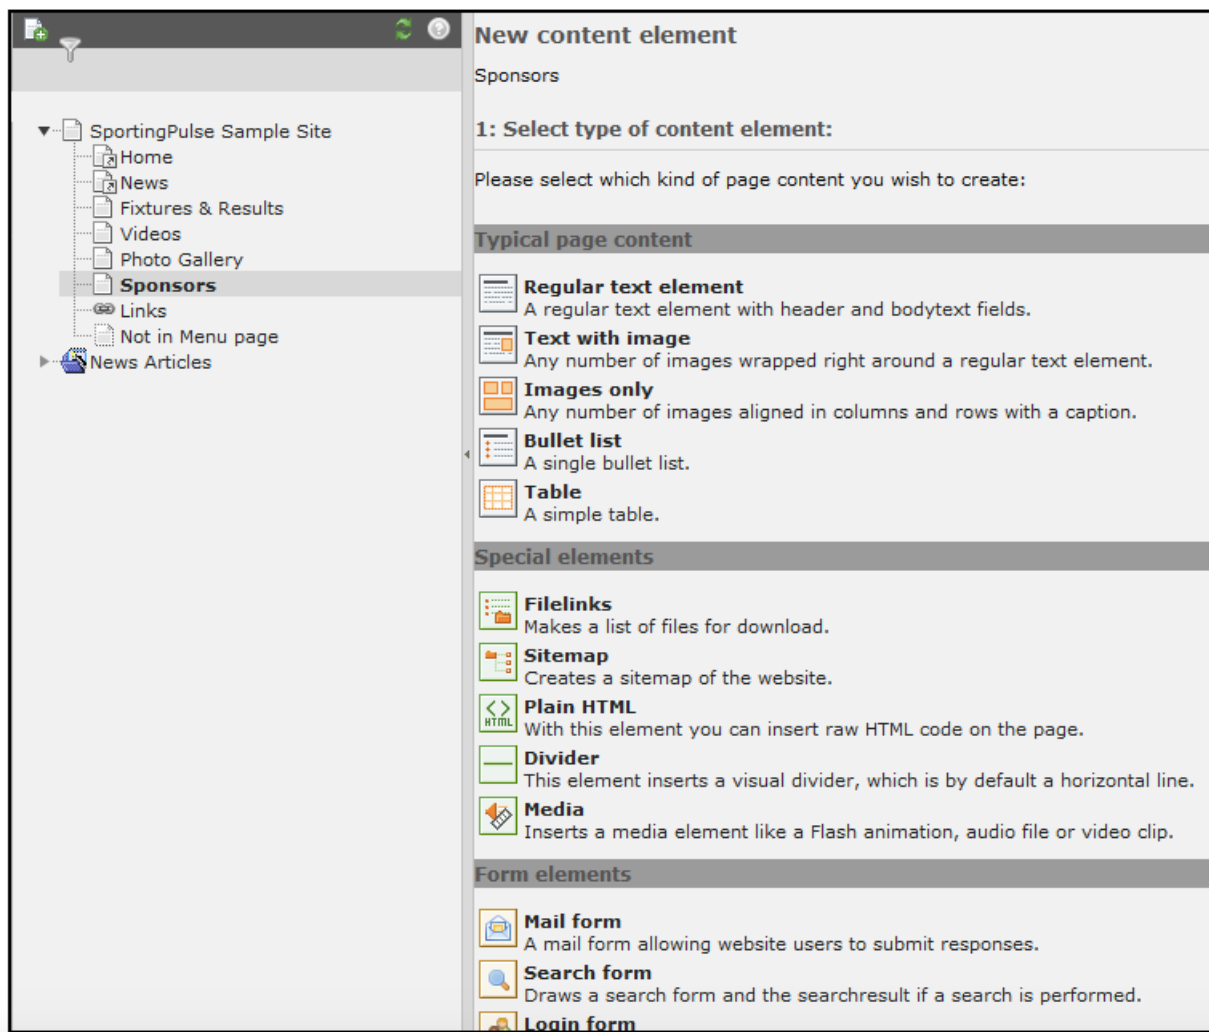 SportingPulse Sample Site
Home
News
Fixtures & Results
Videos
Photo Gallery
Sponsors
Links
Not in Menu page
News Articles
New content element
Sponsors
1: Select type of content element:
Please select which kind of page content you wish to create:
Typical page content
Regular text element
A regular text element with header and bodytext fields.
Text with image
Any number of images wrapped right around a regular text element.
Images only
Any number of images aligned in columns and rows with a caption.
Bullet list
A single bullet list.
Table
A simple table.
Special elements
Filelinks
Makes a list of files for download.
Sitemap
Creates a sitemap of the website.
HTML
Plain HTML
With this element you can insert raw HTML code on the page.
Divider
This element inserts a visual divider, which is by default a horizontal line.
Media
Inserts a media element like a Flash animation, audio file or video clip.
Form elements
Mail form
A mail form allowing website users to submit responses.
Search form
Draws a search form and the searchresult if a search is performed.
Login form